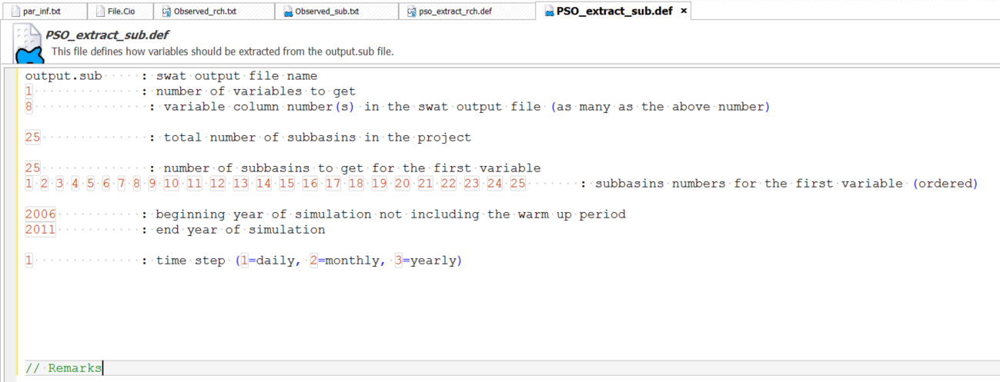 par_inf.txt File.Cio Observed_rch.txt Observed_sub.txt pso_extract_rch.def PSO_extract_sub.def ×
PSO_extract_sub.def
This file defines how variables should be extracted from the output.sub file.
output.sub : swat output file name
1 : number of variables to get
8 : variable column number(s) in the swat output file (as many as the above number)
25 : total number of subbasins in the project
25 : number of subbasins to get for the first variable
1 2 3 4 5 6 7 8 9 10 11 12 13 14 15 16 17 18 19 20 21 22 23 24 25 : subbasins numbers for the first variable (ordered)
2006 : beginning year of simulation not including the warm up period
2011 : end year of simulation
1 : time step (1=daily, 2=monthly, 3=yearly)
// Remarks